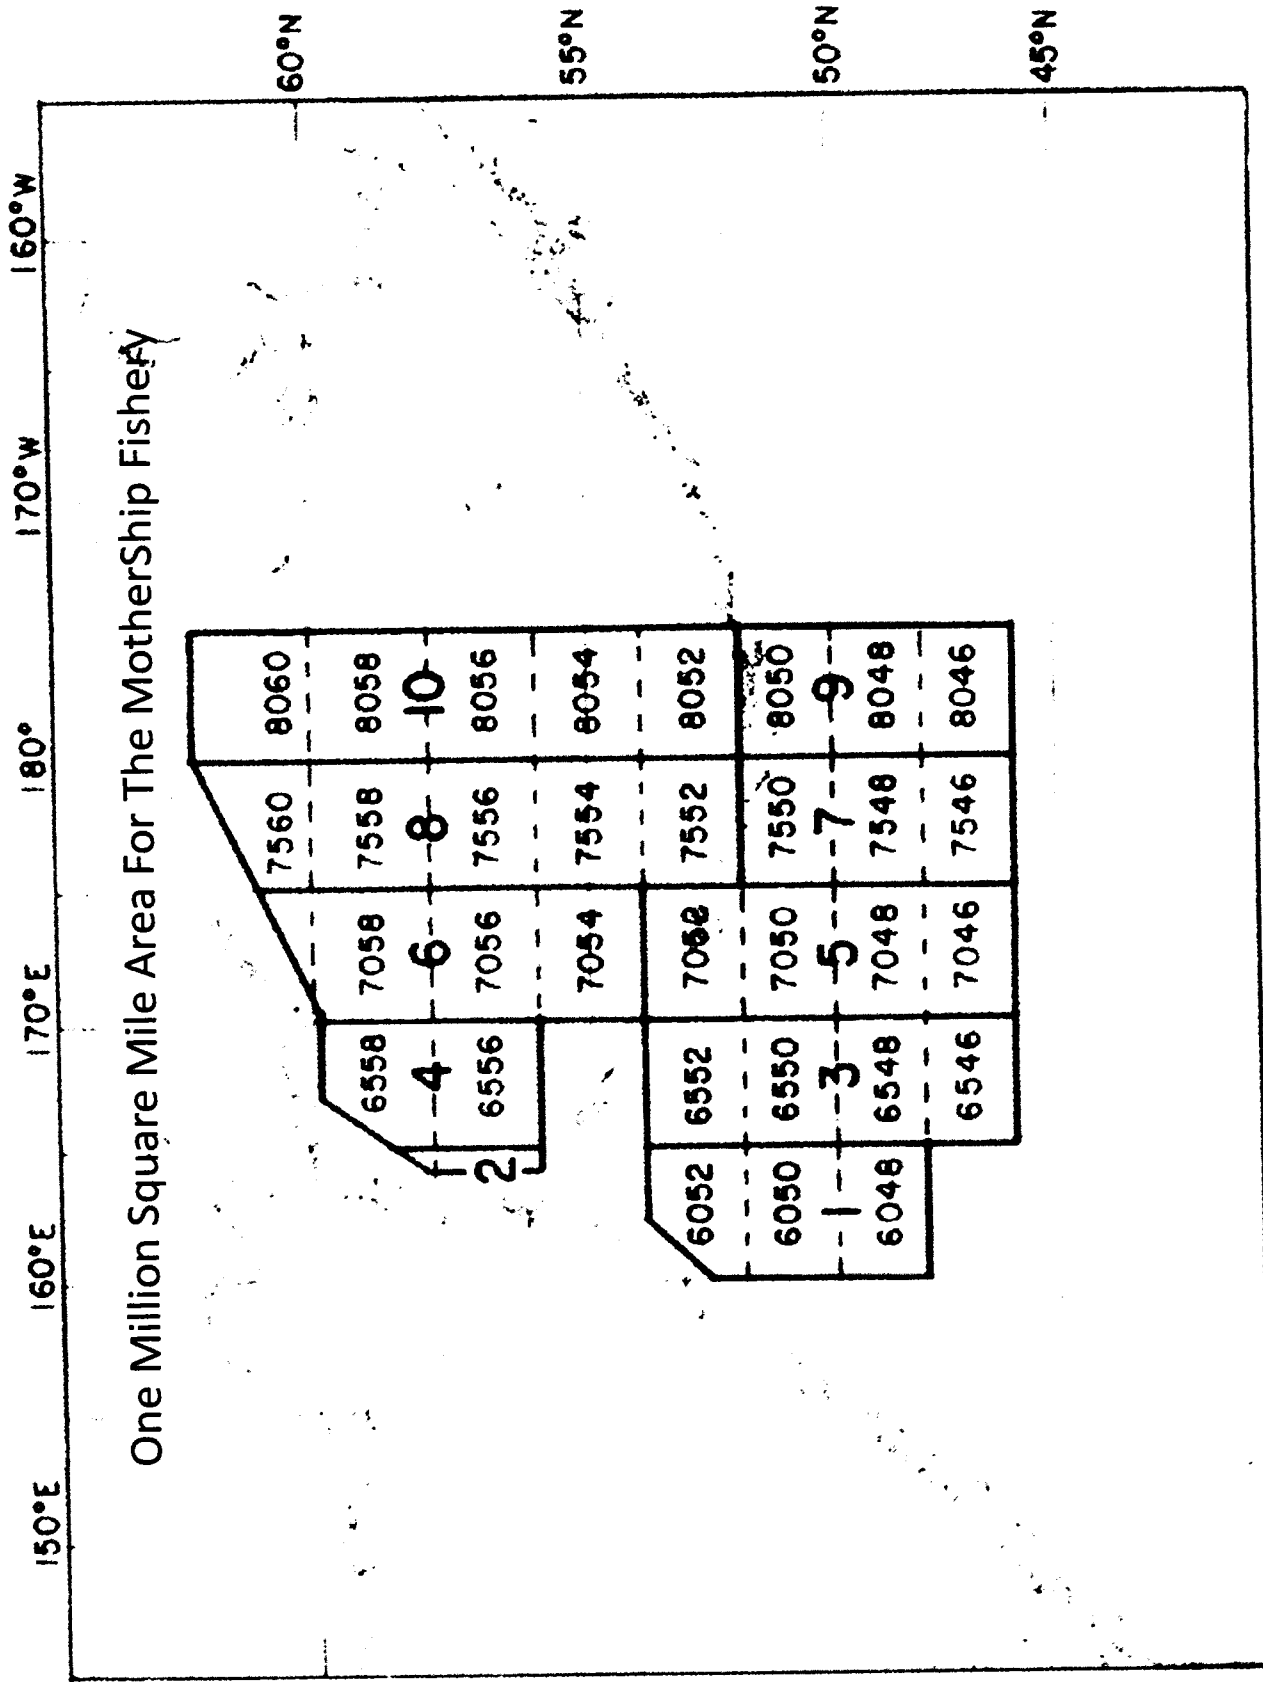 150°E 160°E 170°E 180° 170°W 160°W
One Million Square Mile Area For The MotherShip Fishery
7560 8060 60°N
6558 7058 7558 8058
4 6 8 10
2 6556 7056 7556 8056
7054 7554 8054 55°N
6052 6552 7052 7552 8052
6050 6550 7050 7550 8050
1 3 5 7 9 50°N
6048 6548 7048 7548 8048
6546 7046 7546 8046
45°N